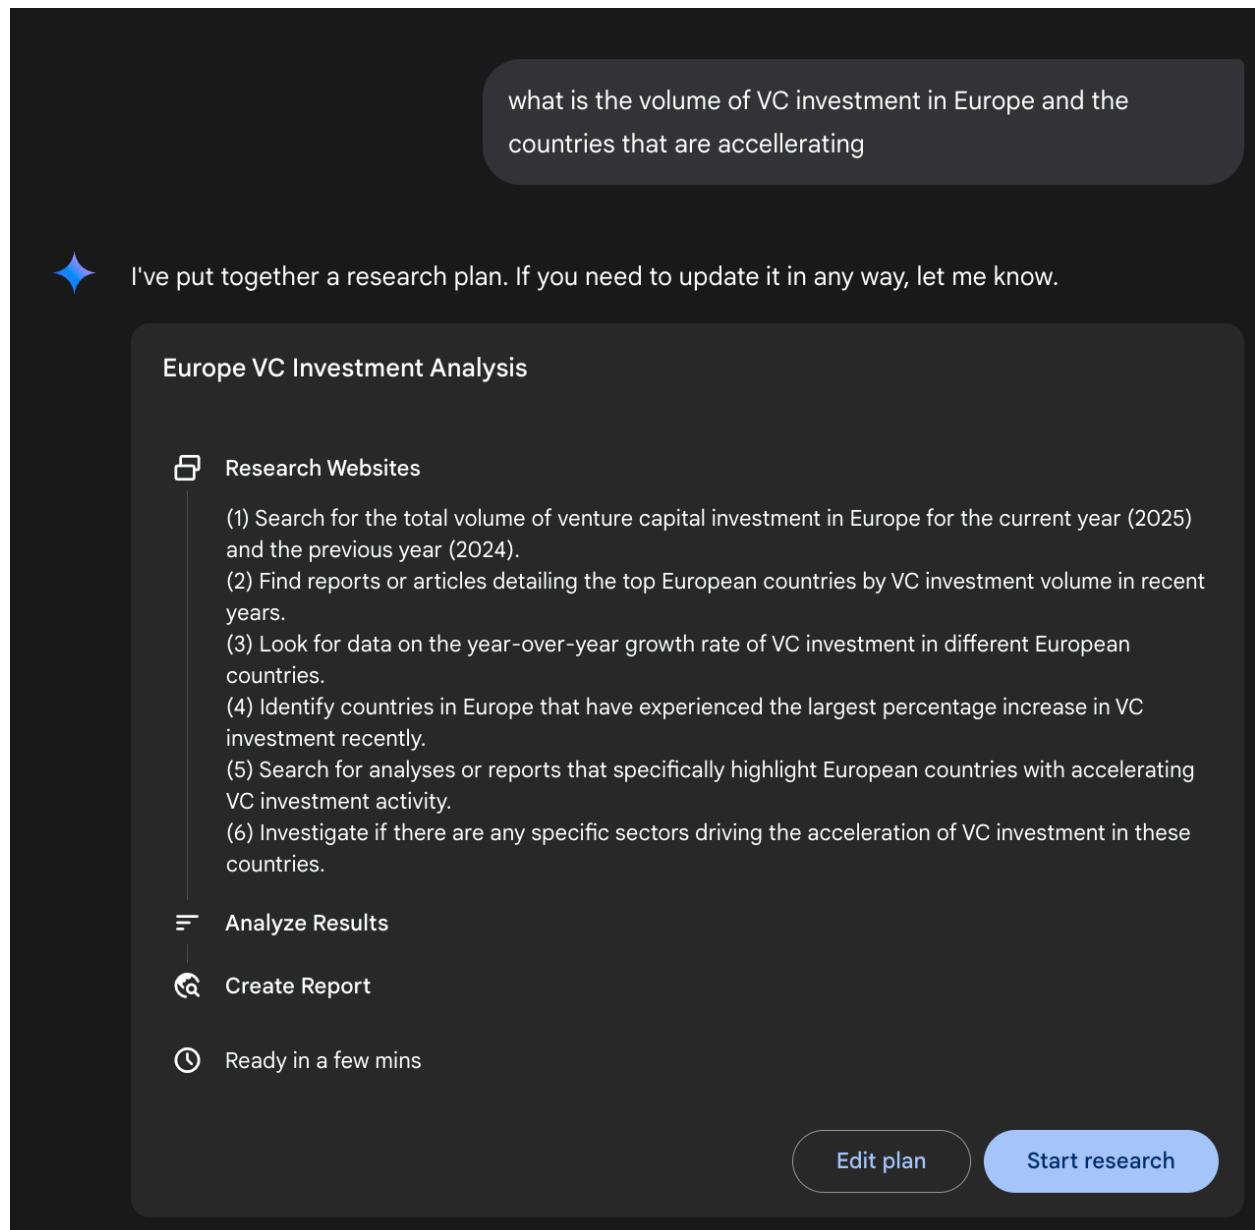 what is the volume of VC investment in Europe and the
countries that are accellerating
I've put together a research plan. If you need to update it in any way, let me know.
Europe VC Investment Analysis
Research Websites
(1) Search for the total volume of venture capital investment in Europe for the current year (2025)
and the previous year (2024).
(2) Find reports or articles detailing the top European countries by VC investment volume in recent
years.
(3) Look for data on the year-over-year growth rate of VC investment in different European
countries.
(4) Identify countries in Europe that have experienced the largest percentage increase in VC
investment recently.
(5) Search for analyses or reports that specifically highlight European countries with accelerating
VC investment activity.
(6) Investigate if there are any specific sectors driving the acceleration of VC investment in these
countries.
Analyze Results
Create Report
Ready in a few mins
Edit plan
Start research